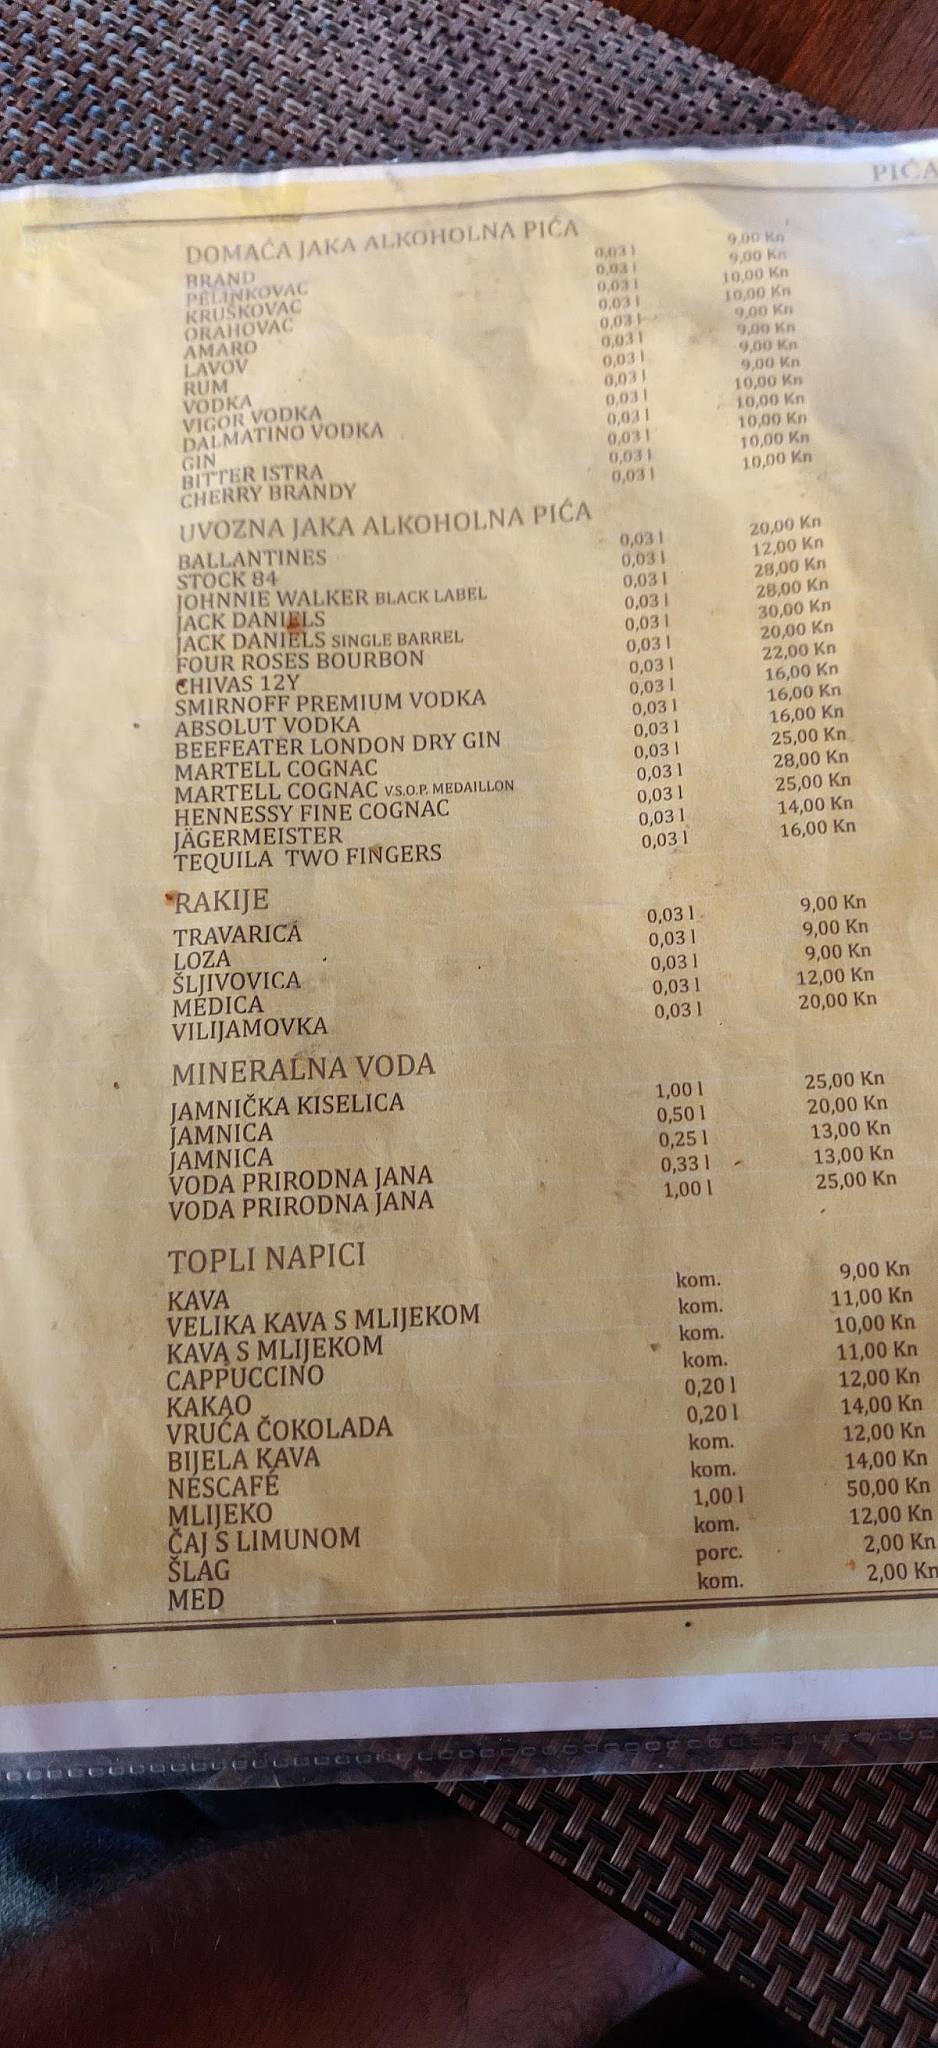 PIĆA
DOMAĆA JAKA ALKOHOLNA PIĆA
BRAND 0,03 l 9,00 Kn
PELINKOVAC 0,03 l 9,00 Kn
KRUŠKOVAC 0,03 l 10,00 Kn
ORAHOVAC 0,03 l 10,00 Kn
AMARO 0,03 l 9,00 Kn
LAVOV 0,03 l 9,00 Kn
RUM 0,03 l 9,00 Kn
VODKA 0,03 l 9,00 Kn
VIGOR VODKA 0,03 l 10,00 Kn
DALMATINO VODKA 0,03 l 10,00 Kn
GIN 0,03 l 10,00 Kn
BITTER ISTRA 0,03 l 10,00 Kn
CHERRY BRANDY 0,03 l 10,00 Kn
UVOZNA JAKA ALKOHOLNA PIĆA
BALLANTINES 0,03 l 20,00 Kn
STOCK 84 0,03 l 12,00 Kn
JOHNNIE WALKER BLACK LABEL 0,03 l 28,00 Kn
JACK DANIELS 0,03 l 28,00 Kn
JACK DANIELS SINGLE BARREL 0,03 l 30,00 Kn
FOUR ROSES BOURBON 0,03 l 20,00 Kn
CHIVAS 12Y 0,03 l 22,00 Kn
SMIRNOFF PREMIUM VODKA 0,03 l 16,00 Kn
ABSOLUT VODKA 0,03 l 16,00 Kn
BEEFEATER LONDON DRY GIN 0,03 l 16,00 Kn
MARTELL COGNAC 0,03 l 25,00 Kn
MARTELL COGNAC V.S.O.P. MEDAILLON 0,03 l 28,00 Kn
HENNESSY FINE COGNAC 0,03 l 25,00 Kn
JÄGERMEISTER 0,03 l 14,00 Kn
TEQUILA TWO FINGERS 0,03 l 16,00 Kn
RAKIJE
TRAVARICA 0,03 l 9,00 Kn
LOZA 0,03 l 9,00 Kn
ŠLJIVOVICA 0,03 l 9,00 Kn
MEDICA 0,03 l 12,00 Kn
VILIJAMOVKA 0,03 l 20,00 Kn
MINERALNA VODA
JAMNIČKA KISELICA 1,00 l 25,00 Kn
JAMNICA 0,50 l 20,00 Kn
JAMNICA 0,25 l 13,00 Kn
VODA PRIRODNA JANA 0,33 l 13,00 Kn
VODA PRIRODNA JANA 1,00 l 25,00 Kn
TOPLI NAPICI
KAVA kom. 9,00 Kn
VELIKA KAVA S MLIJEKOM kom. 11,00 Kn
KAVA S MLIJEKOM kom. 10,00 Kn
CAPPUCCINO kom. 11,00 Kn
KAKAO 0,20 l 12,00 Kn
VRUĆA ČOKOLADA 0,20 l 14,00 Kn
BIJELA KAVA kom. 12,00 Kn
NESCAFÉ kom. 14,00 Kn
MLIJEKO 1,00 l 50,00 Kn
ČAJ S LIMUNOM kom. 12,00 Kn
ŠLAG porc. 2,00 Kn
MED kom. 2,00 Kn